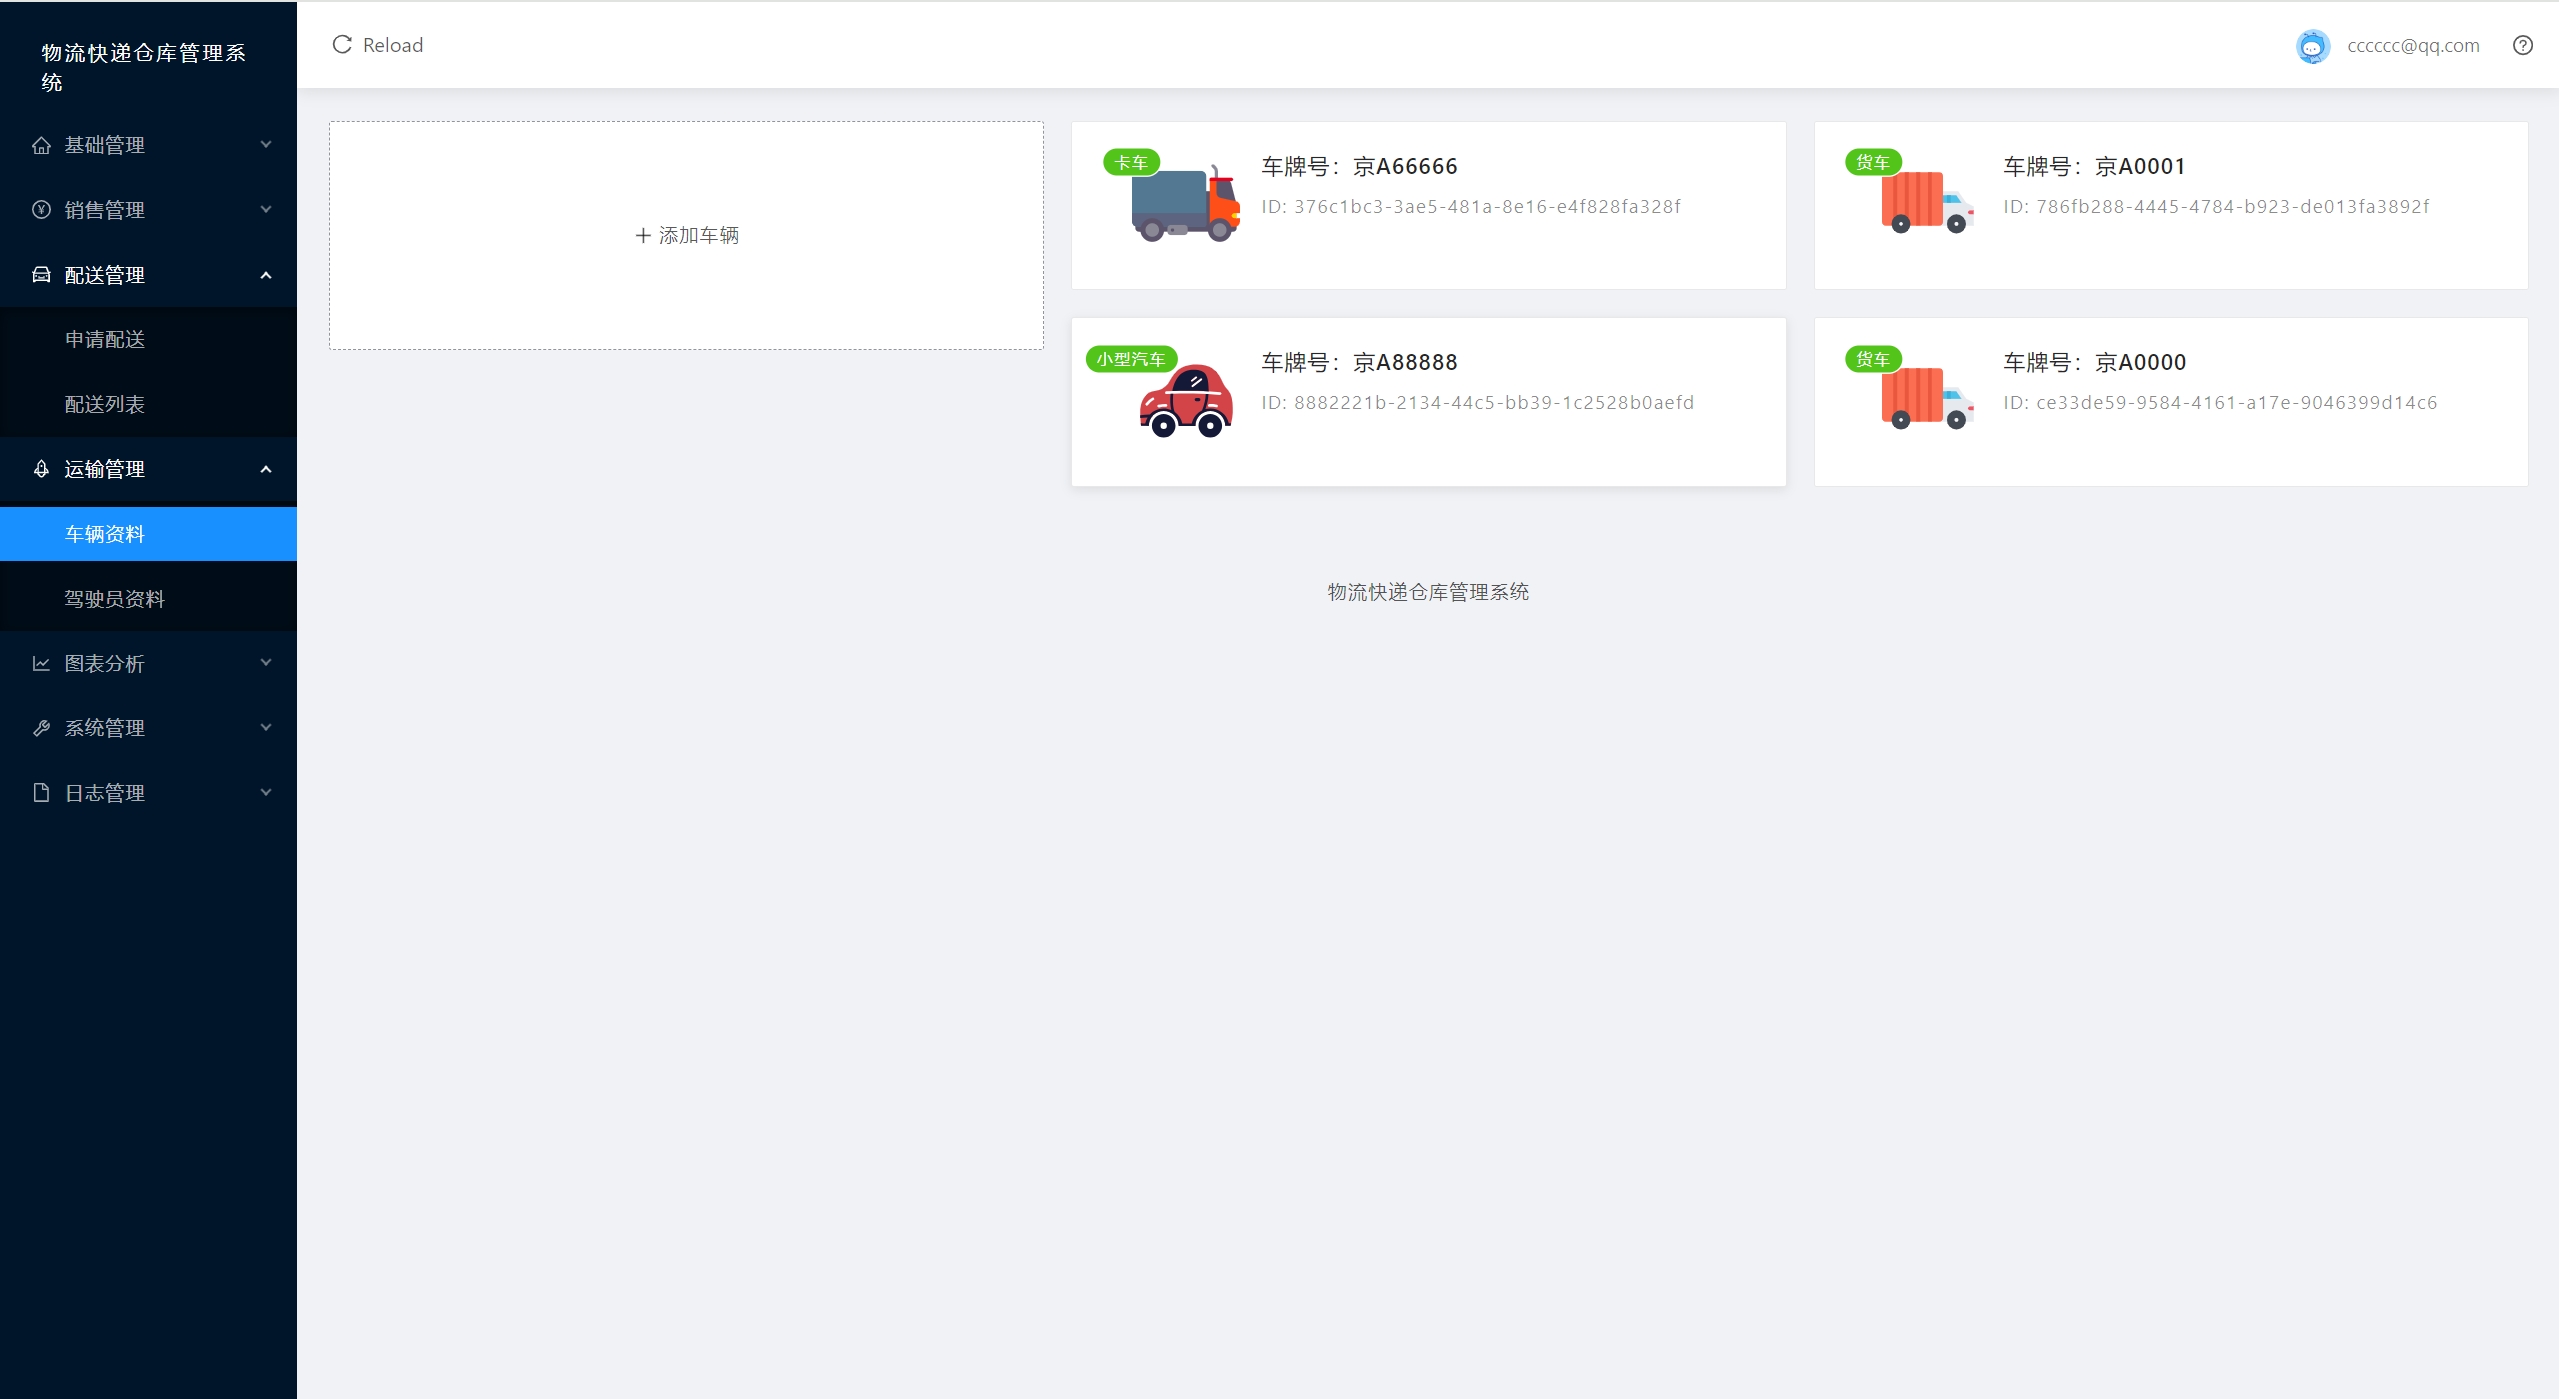 物流快递仓库管理系
统
基础管理
销售管理
配送管理
申请配送
配送列表
运输管理
车辆资料
驾驶员资料
图表分析
系统管理
日志管理
Reload
cccccc@qq.com
添加车辆
卡车
车牌号：京A66666
ID: 376c1bc3-3ae5-481a-8e16-e4f828fa328f
货车
车牌号：京A0001
ID: 786fb288-4445-4784-b923-de013fa3892f
小型汽车
车牌号：京A88888
ID: 8882221b-2134-44c5-bb39-1c2528b0aefd
货车
车牌号：京A0000
ID: ce33de59-9584-4161-a17e-9046399d14c6
物流快递仓库管理系统